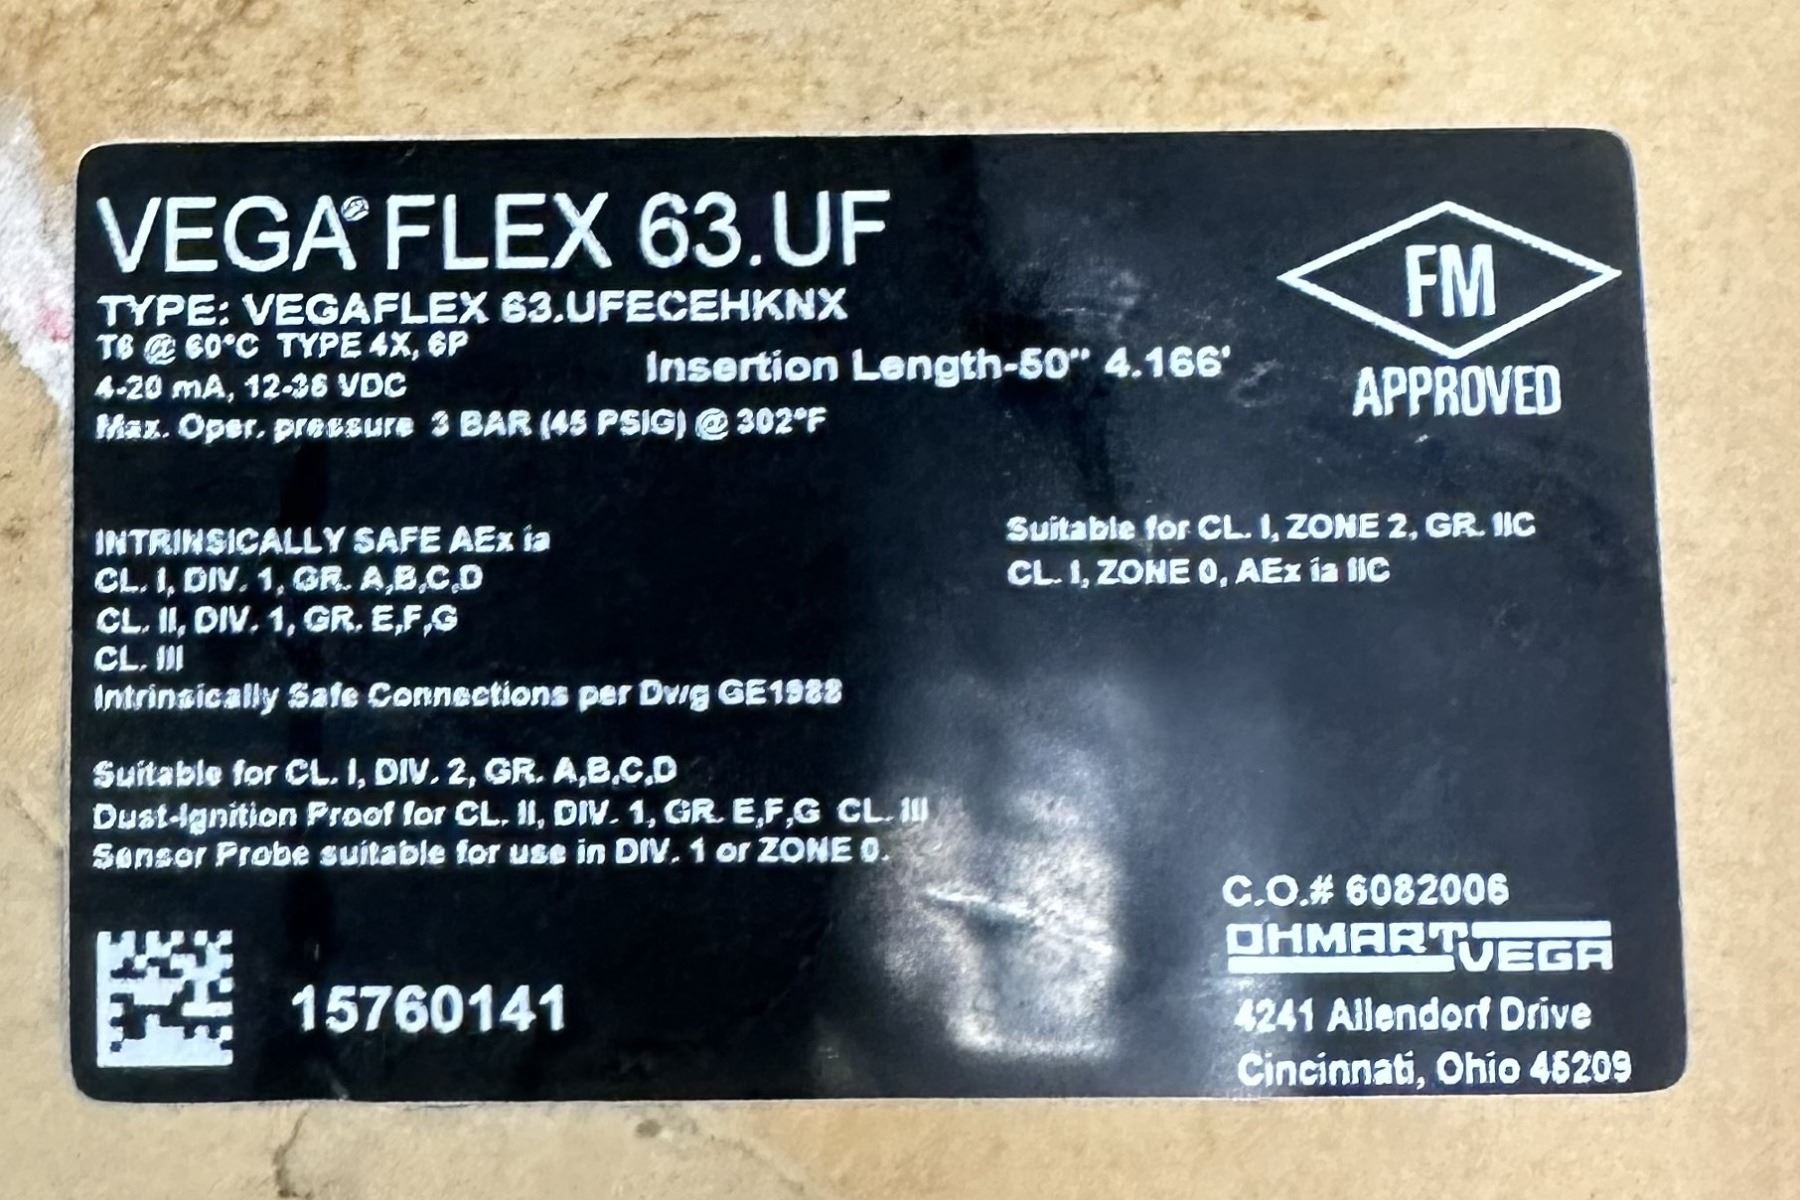 VEGA® FLEX 63.UF
TYPE: VEGAFLEX 63.UFECEHKNX
T6 @ 60°C TYPE 4X, 6P
Insertion Length-50" 4.166'
4-20 mA, 12-36 VDC
Max. Oper. pressure 3 BAR (45 PSIG) @ 302°F
FM
APPROVED
INTRINSICALLY SAFE AEx ia
CL. I, DIV. 1, GR. A,B,C,D
CL. II, DIV. 1, GR. E,F,G
CL. III
Intrinsically Safe Connections per Dwg GE1988
Suitable for CL. I, ZONE 2, GR. IIC
CL. I, ZONE 0, AEx ia IIC
Suitable for CL. I, DIV. 2, GR. A,B,C,D
Dust-Ignition Proof for CL. II, DIV. 1, GR. E,F,G CL. III
Sensor Probe suitable for use in DIV. 1 or ZONE 0.
15760141
C.O.# 6082006
OHMART VEGA
4241 Allendorf Drive
Cincinnati, Ohio 45209